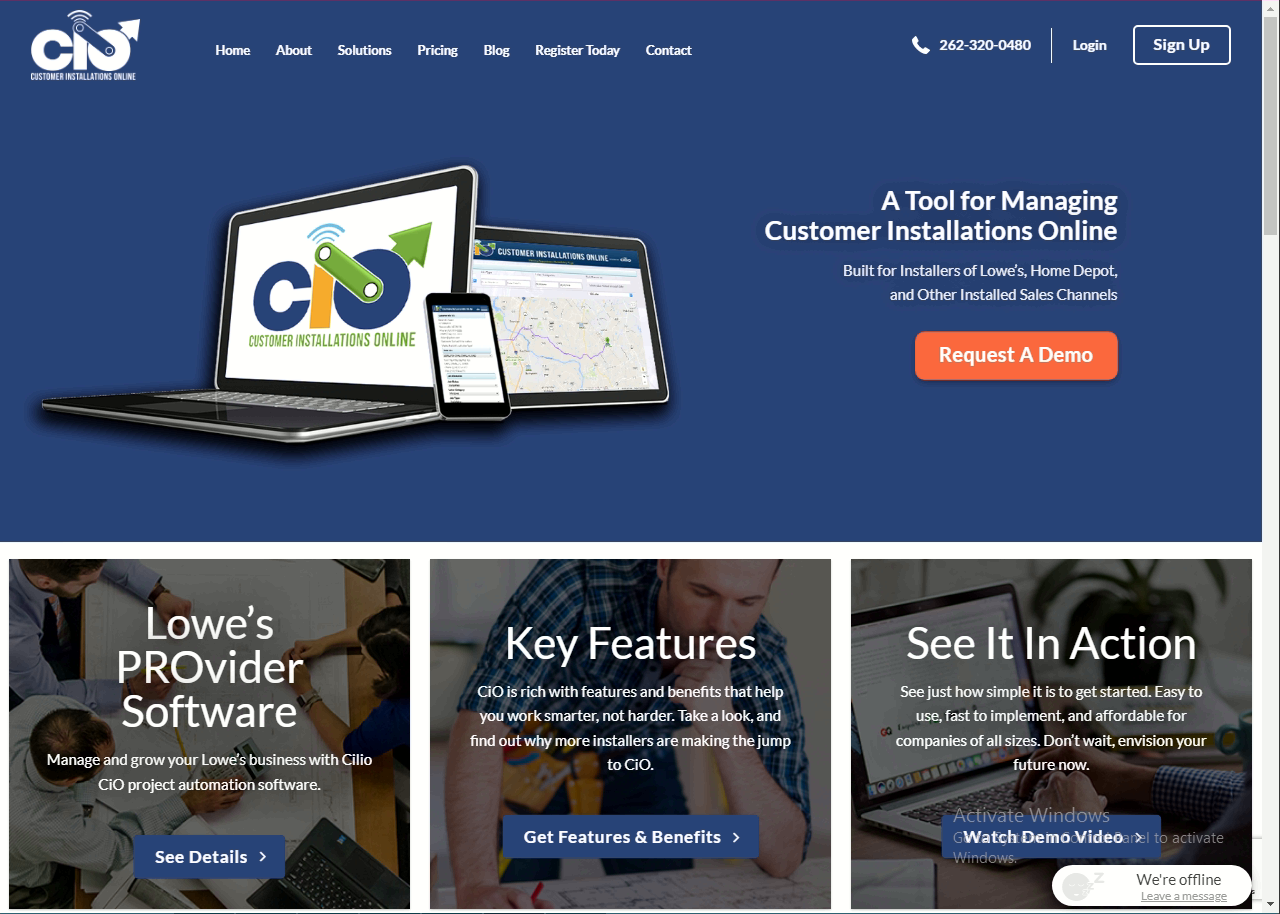 CiO
CUSTOMER INSTALLATIONS ONLINE
Home
About
Solutions
Pricing
Blog
Register Today
Contact
262-320-0480
Login
Sign Up
CiO
CUSTOMER INSTALLATIONS ONLINE
CUSTOMER INSTALLATIONS ONLINE
A Tool for Managing
Customer Installations Online
Built for Installers of Lowe’s, Home Depot,
and Other Installed Sales Channels
Request A Demo
Lowe’s
PROvider
Software
Manage and grow your Lowe’s business with Cilio
CiO project automation software.
See Details
Key Features
CiO is rich with features and benefits that help
you work smarter, not harder. Take a look, and
find out why more installers are making the jump
to CiO.
Get Features & Benefits
See It In Action
See just how simple it is to get started. Easy to
use, fast to implement, and affordable for
companies of all sizes. Don’t wait, envision your
future now.
Watch Demo Video
Activate Windows
Go to System in Control Panel to activate
Windows.
We're offline
Leave a message